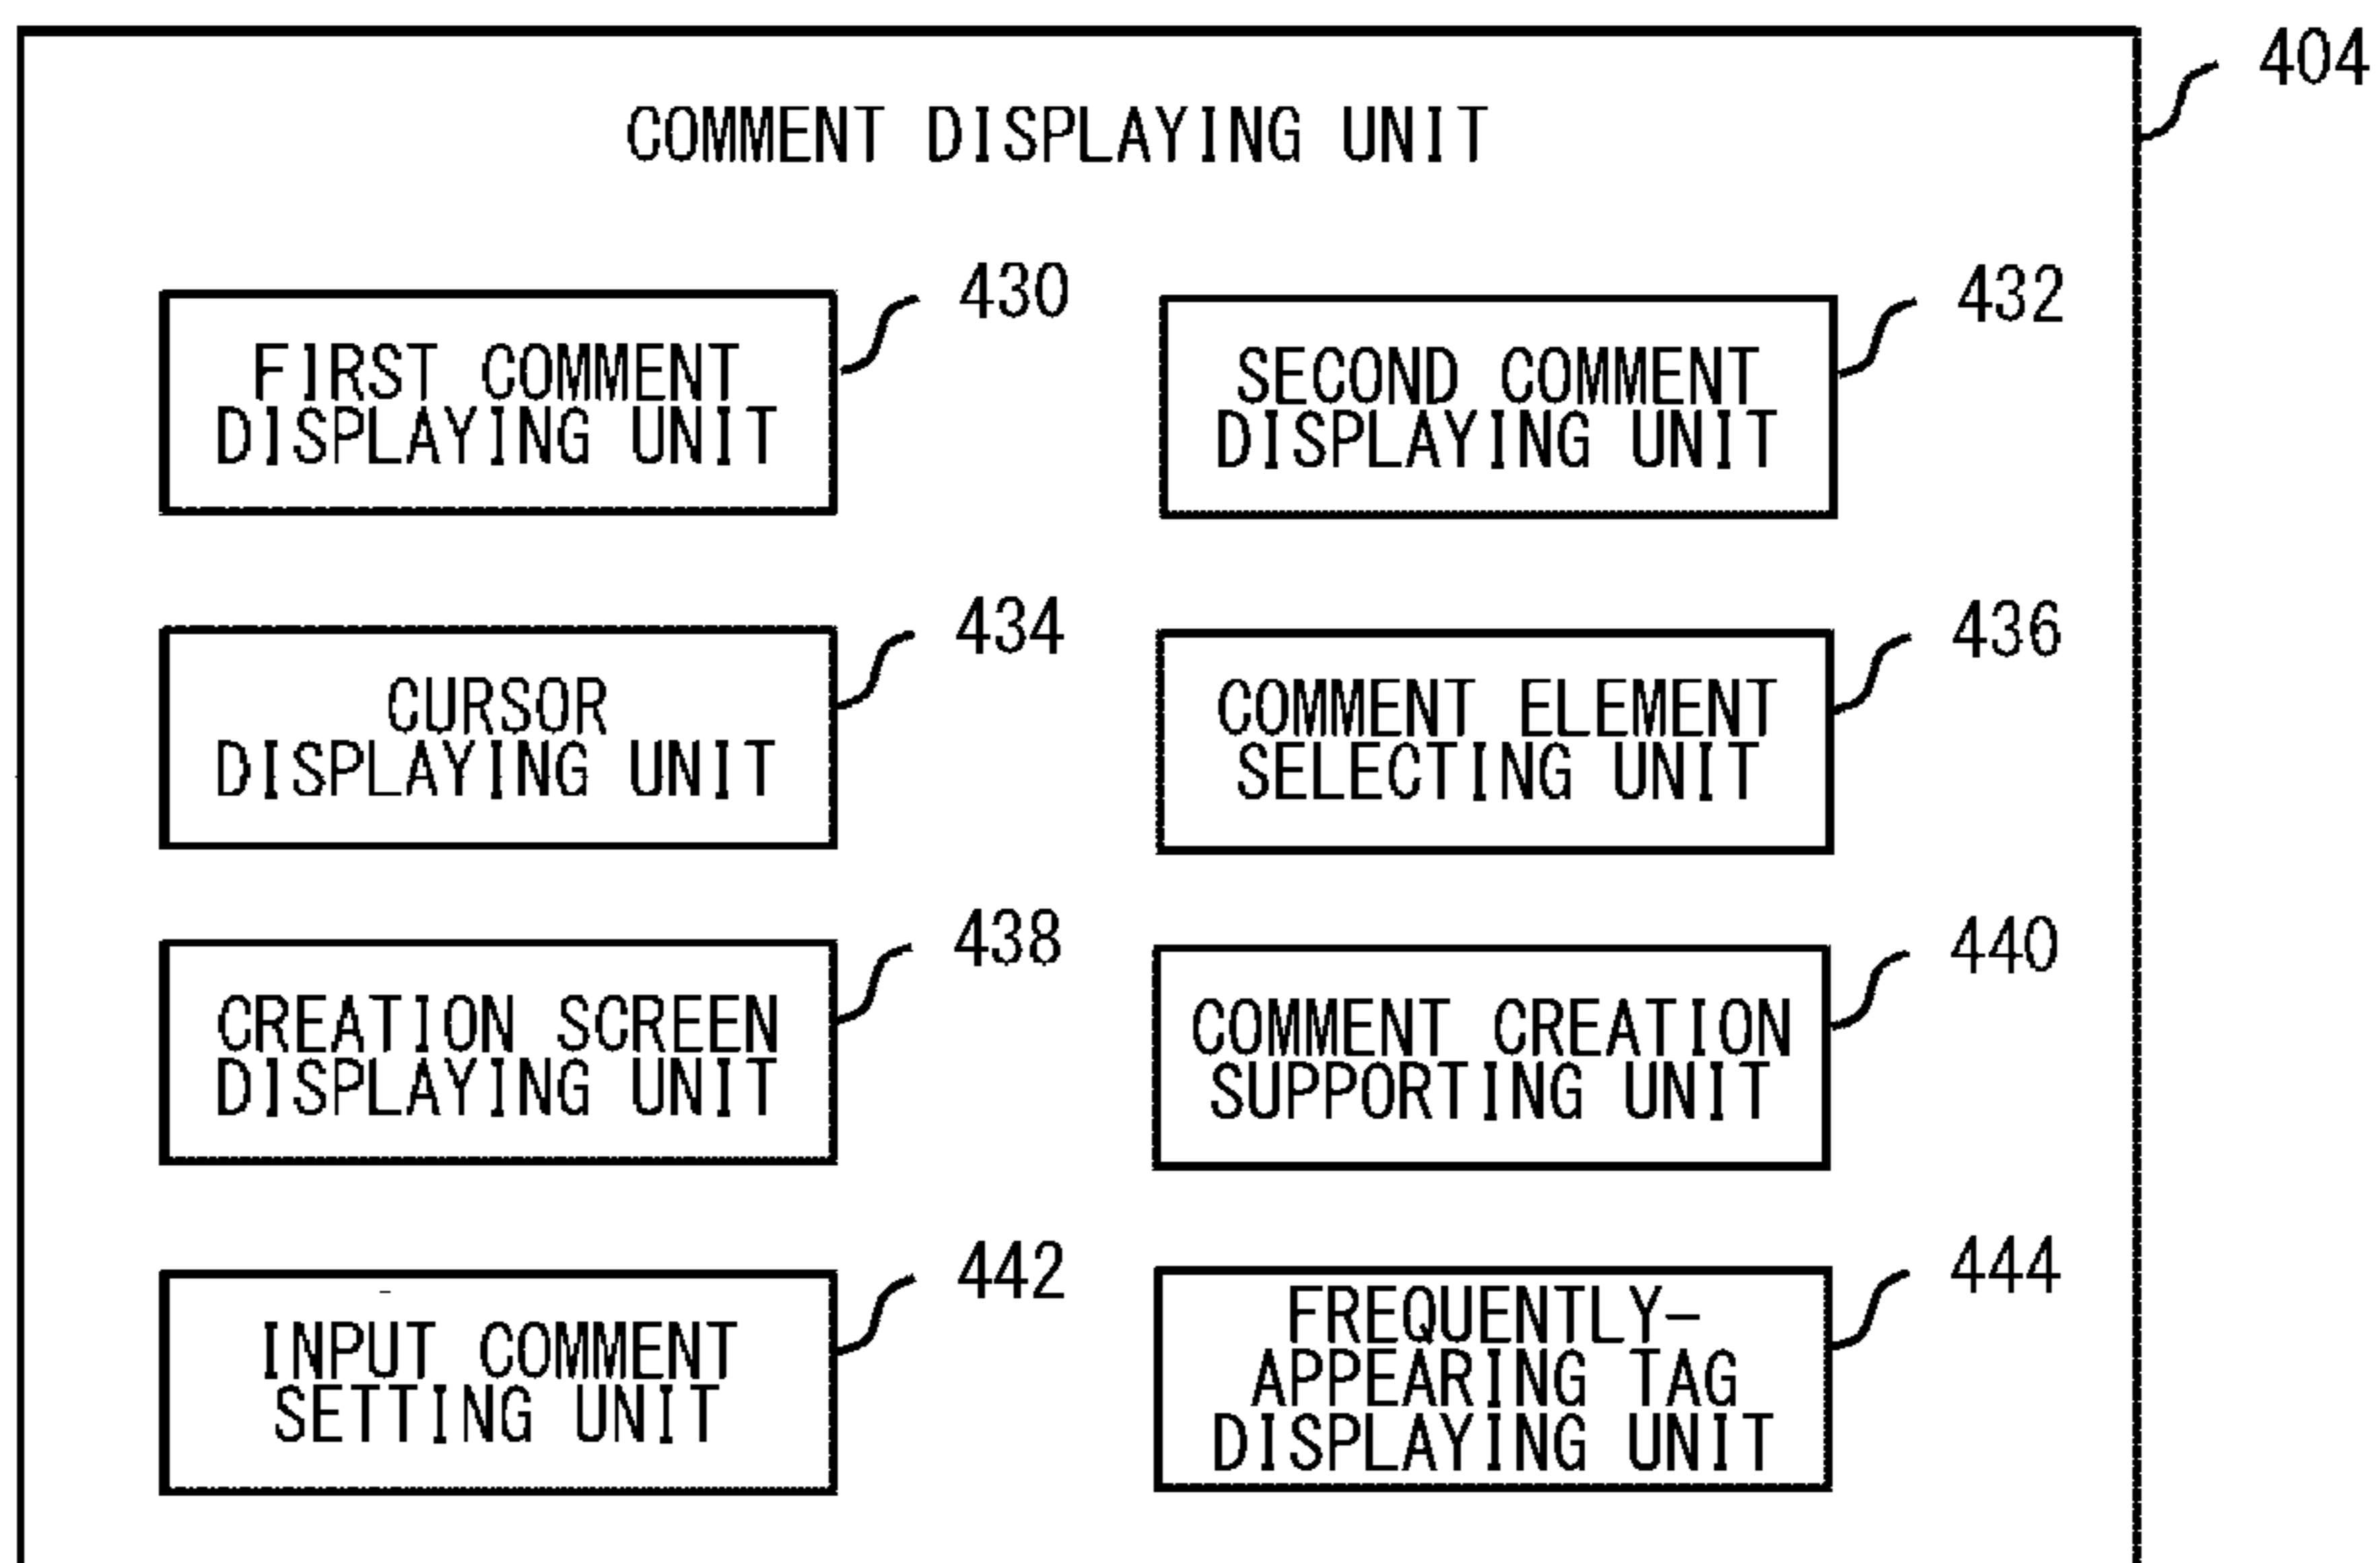 404
COMMENT DISPLAYING UNIT
430
FIRST COMMENT
DISPLAYING UNIT
432
SECOND COMMENT
DISPLAYING UNIT
434
CURSOR
DISPLAYING UNIT
436
COMMENT ELEMENT
SELECTING UNIT
438
CREATION SCREEN
DISPLAYING UNIT
440
COMMENT CREATION
SUPPORTING UNIT
442
INPUT COMMENT
SETTING UNIT
444
FREQUENTLY-
APPEARING TAG
DISPLAYING UNIT